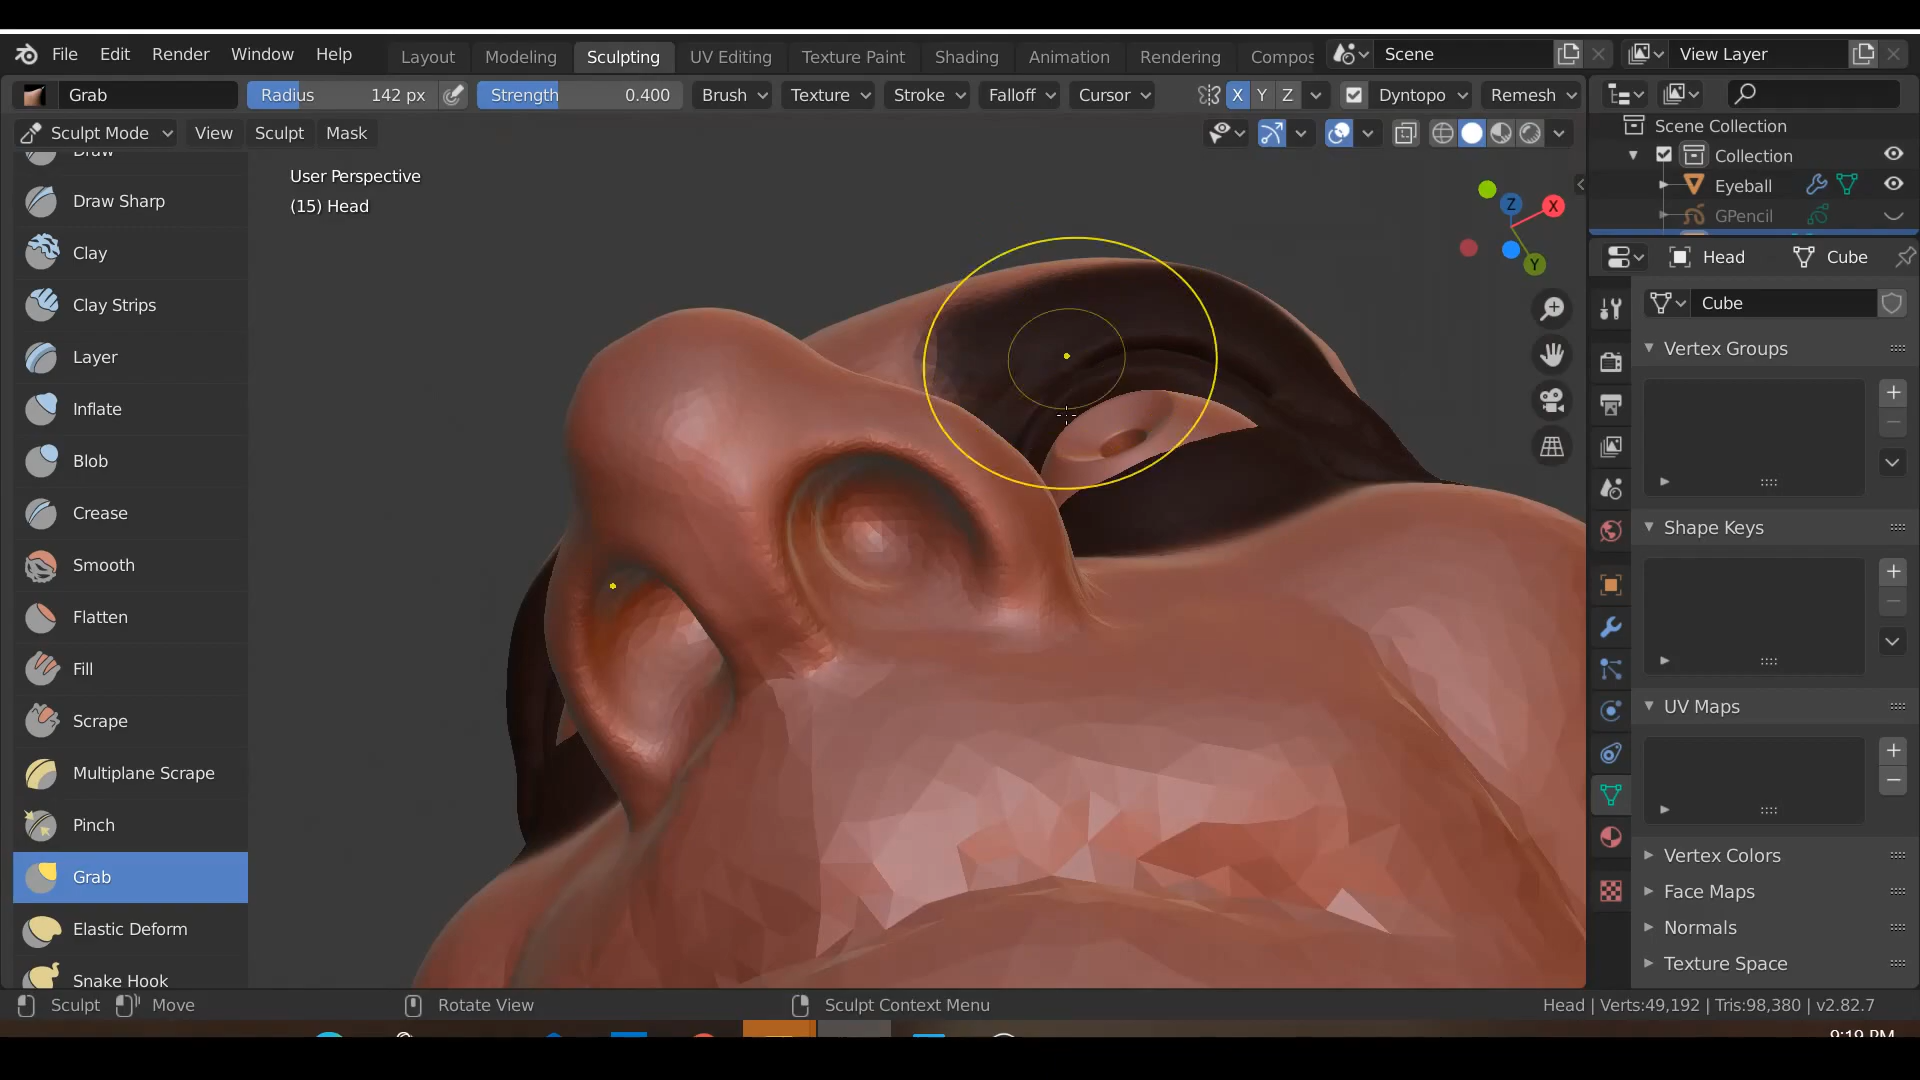 File Edit Render Window Help Layout Modeling Sculpting UV Editing Texture Paint Shading Animation Rendering Compos Scene View Layer
Grab Radius 142 px Strength 0.400 Brush Texture Stroke Falloff Cursor X Y Z Dyntopo Remesh
Sculpt Mode View Sculpt Mask
Scene Collection
Collection
Eyeball
GPencil
Head Cube
Cube
Vertex Groups
Shape Keys
UV Maps
Vertex Colors
Face Maps
Normals
Texture Space
User Perspective
(15) Head
Z X Y
Draw
Draw Sharp
Clay
Clay Strips
Layer
Inflate
Blob
Crease
Smooth
Flatten
Fill
Scrape
Multiplane Scrape
Pinch
Grab
Elastic Deform
Snake Hook
Sculpt Move Rotate View Sculpt Context Menu Head | Verts:49,192 | Tris:98,380 | v2.82.7
9:19 PM